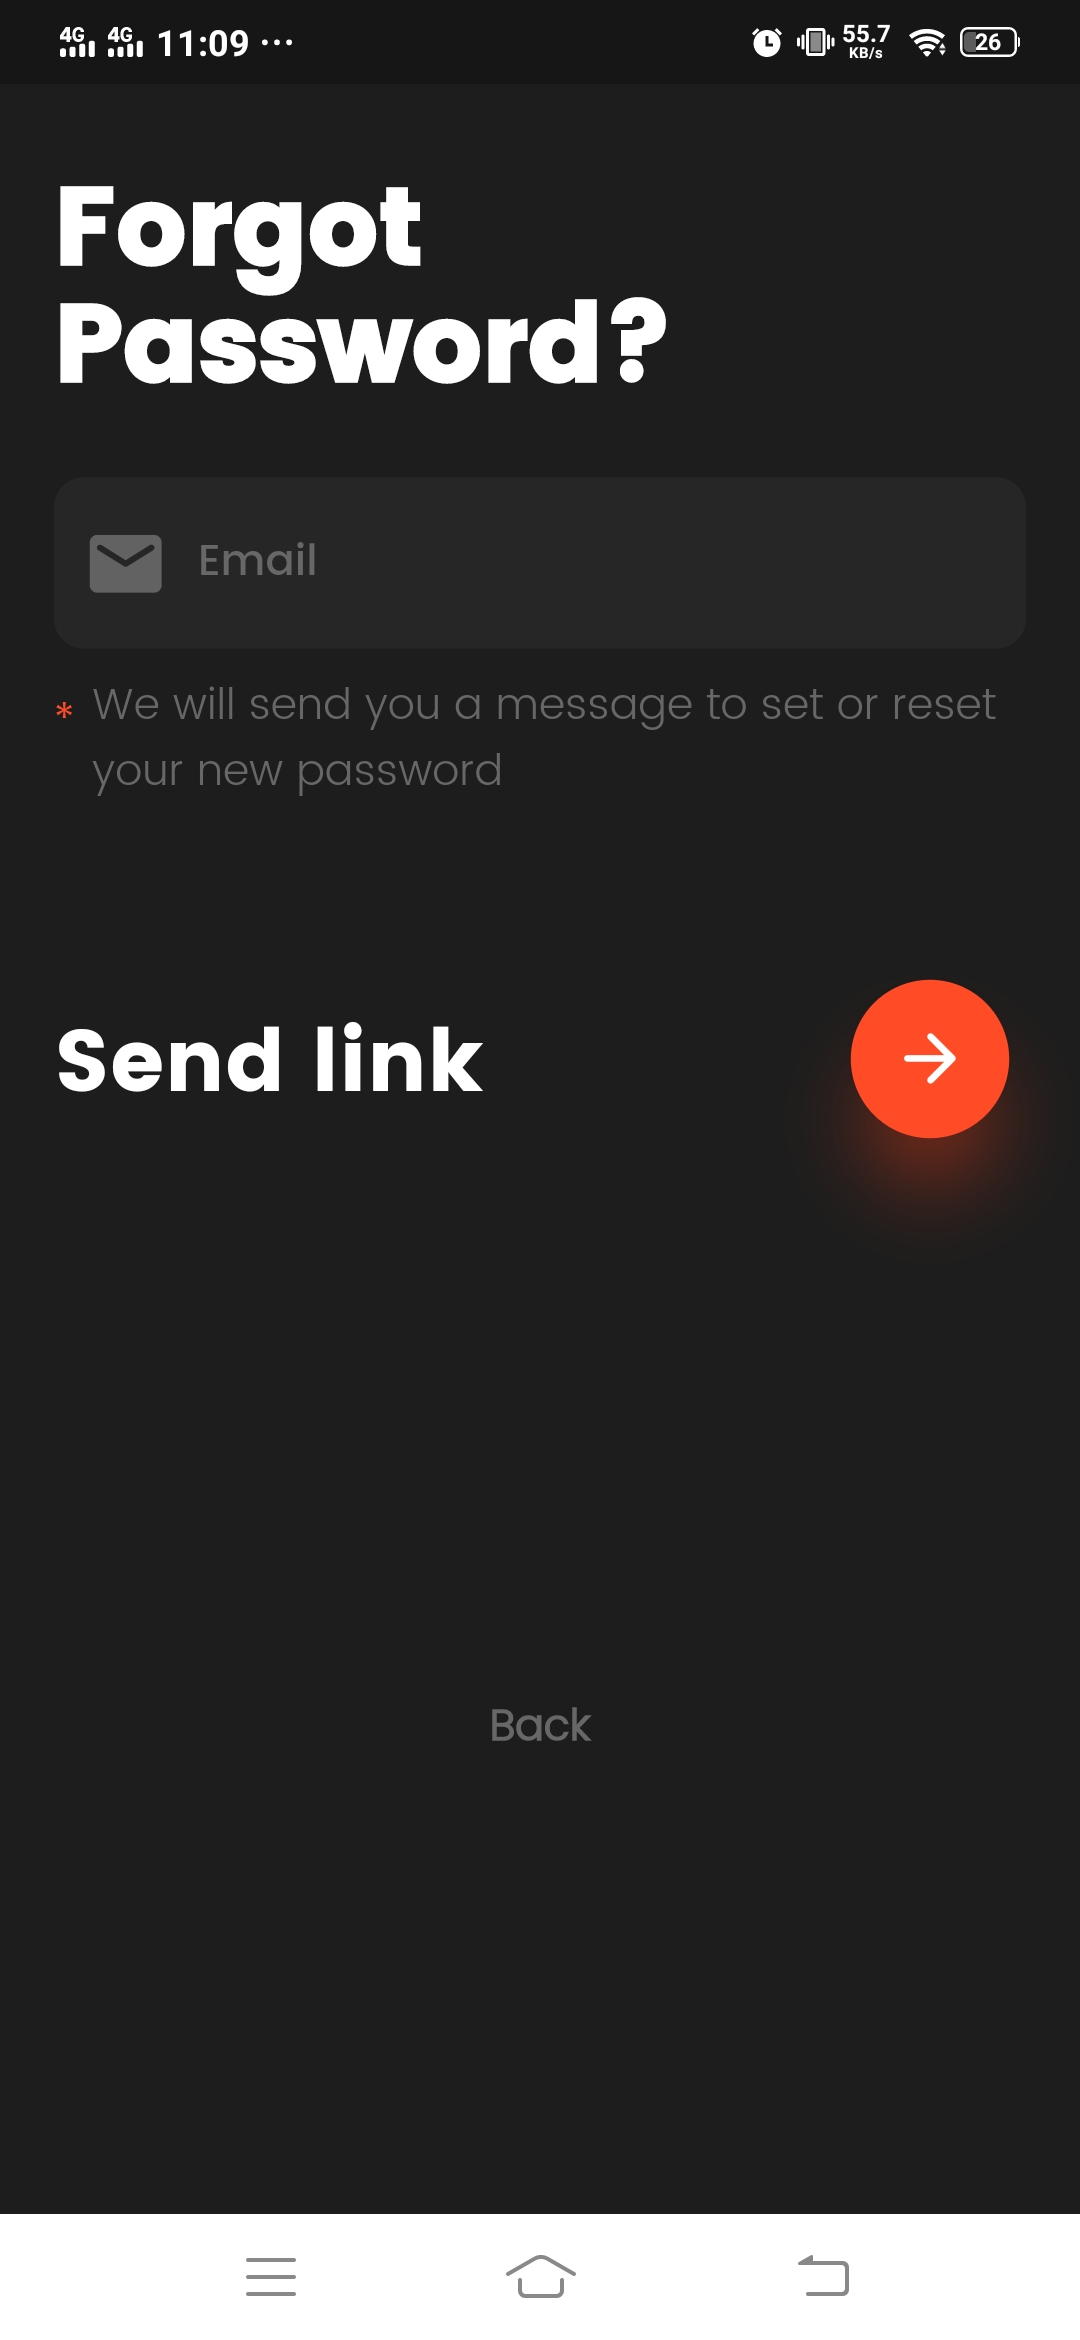 4G 4G 11:09 ... 55.7 KB/s 26
Forgot
Password?
Email
* We will send you a message to set or reset
your new password
Send link
Back